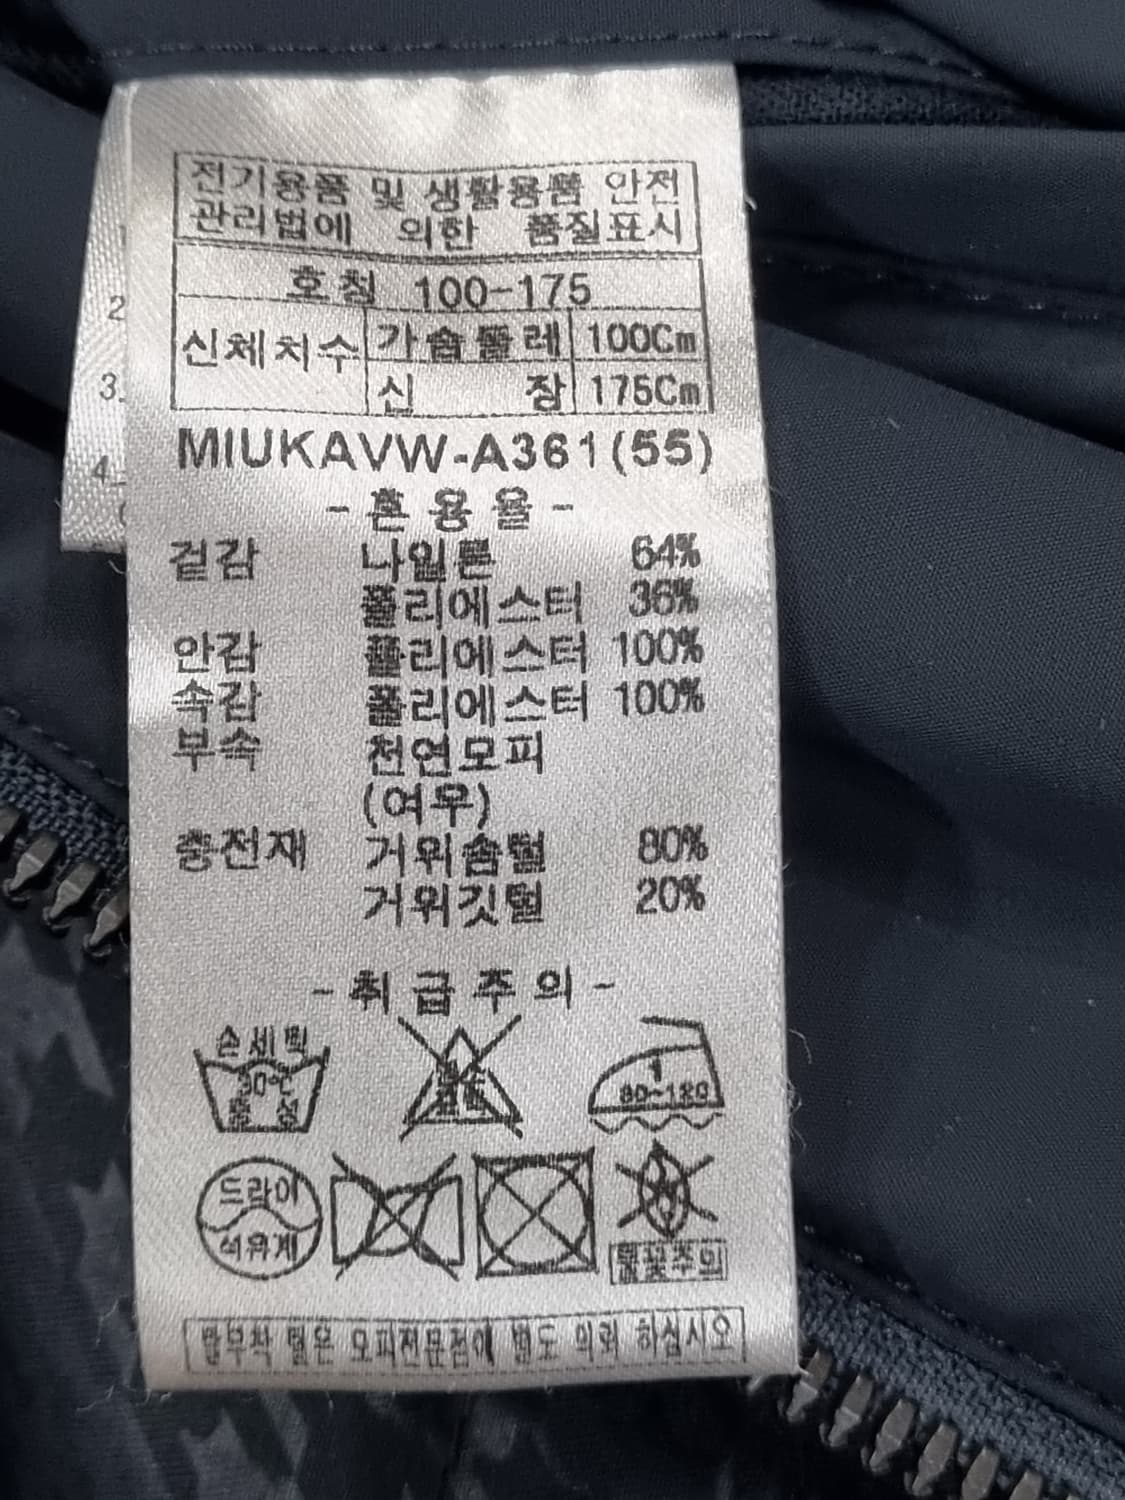 전기용품 및 생활용품 안전
관리법에 의한 품질표시
호칭 100-175
신체치수 가슴둘레 100Cm
신 장 175Cm
MIUKAVW-A361(55)
- 혼 용 율 -
겉감 나일론 64%
폴리에스터 36%
안감 폴리에스터 100%
속감 폴리에스터 100%
부속 천연모피
(여우)
충전재 거위솜털 80%
거위깃털 20%
- 취 급 주 의 -
손세탁
30℃
중 성
1
80~120
드라이
석유계
불꽃주의
탈부착 털은 모피전문점에 별도 의뢰 하십시오
2
3.
4